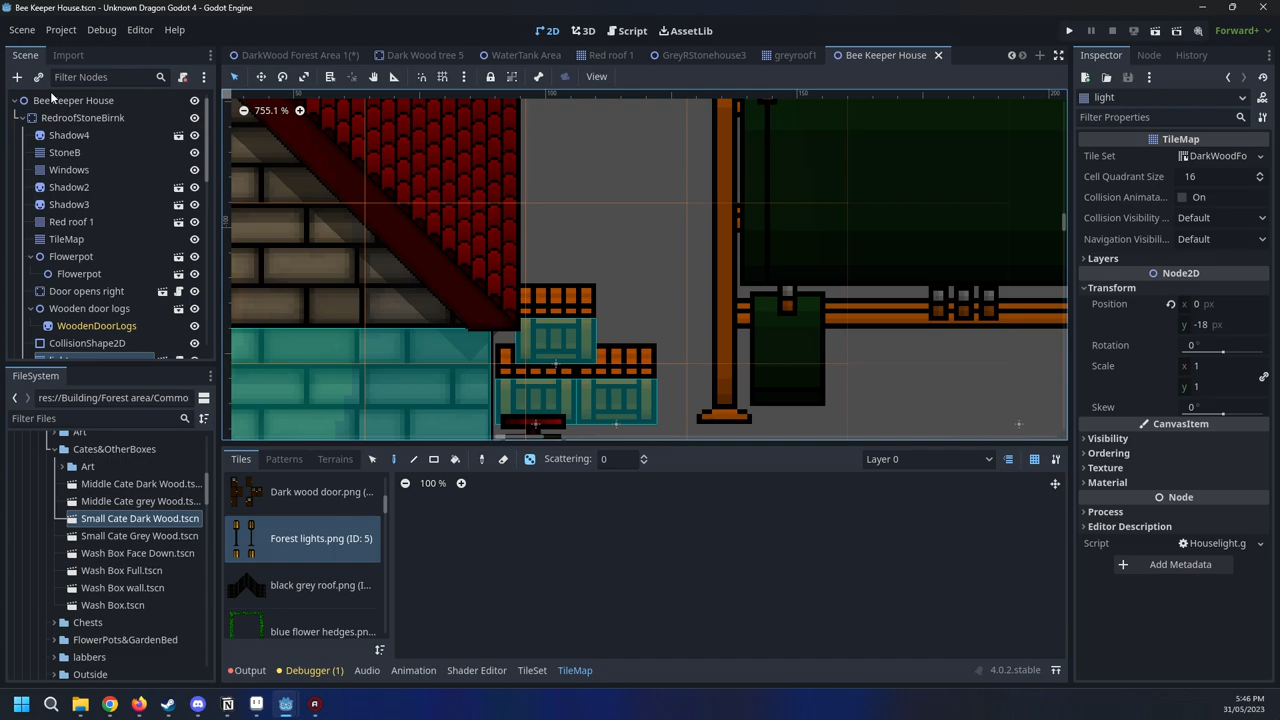 Bee Keeper House.tscn - Unknown Dragon Godot 4 - Godot Engine
Scene Project Debug Editor Help
2D 3D Script AssetLib
Forward+
Scene Import
DarkWood Forest Area 1(*) Dark Wood tree 5 WaterTank Area Red roof 1 GreyRStonehouse3 greyroof1 Bee Keeper House
Inspector Node History
Filter Nodes
View
Bee Keeper House
RedroofStoneBirnk
Shadow4
StoneB
Windows
Shadow2
Shadow3
Red roof 1
TileMap
Flowerpot
Flowerpot
Door opens right
Wooden door logs
WoodenDoorLogs
CollisionShape2D
light
755.1 %
50 100 150 200
-100
light
Filter Properties
TileMap
Tile Set DarkWoodFo
Cell Quadrant Size 16
Collision Animata... On
Collision Visibility Default
Navigation Visibili... Default
Layers
Node2D
Transform
Position x 0 px
y -18 px
Rotation 0 °
Scale x 1
y 1
Skew 0 °
CanvasItem
Visibility
Ordering
Texture
Material
Node
Process
Editor Description
Script Houselight.g
Add Metadata
FileSystem
res://Building/Forest area/Commo
Filter Files
Art
Cates&OtherBoxes
Art
Middle Cate Dark Wood.ts...
Middle Cate grey Wood.ts...
Small Cate Dark Wood.tscn
Small Cate Grey Wood.tscn
Wash Box Face Down.tscn
Wash Box Full.tscn
Wash Box wall.tscn
Wash Box.tscn
Chests
FlowerPots&GardenBed
labbers
Outside
Tiles Patterns Terrains
Scattering: 0
Layer 0
100 %
Dark wood door.png (...
Forest lights.png (ID: 5)
black grey roof.png (I...
blue flower hedges.pn...
Output Debugger (1) Audio Animation Shader Editor TileSet TileMap
4.0.2.stable
5:46 PM
31/05/2023